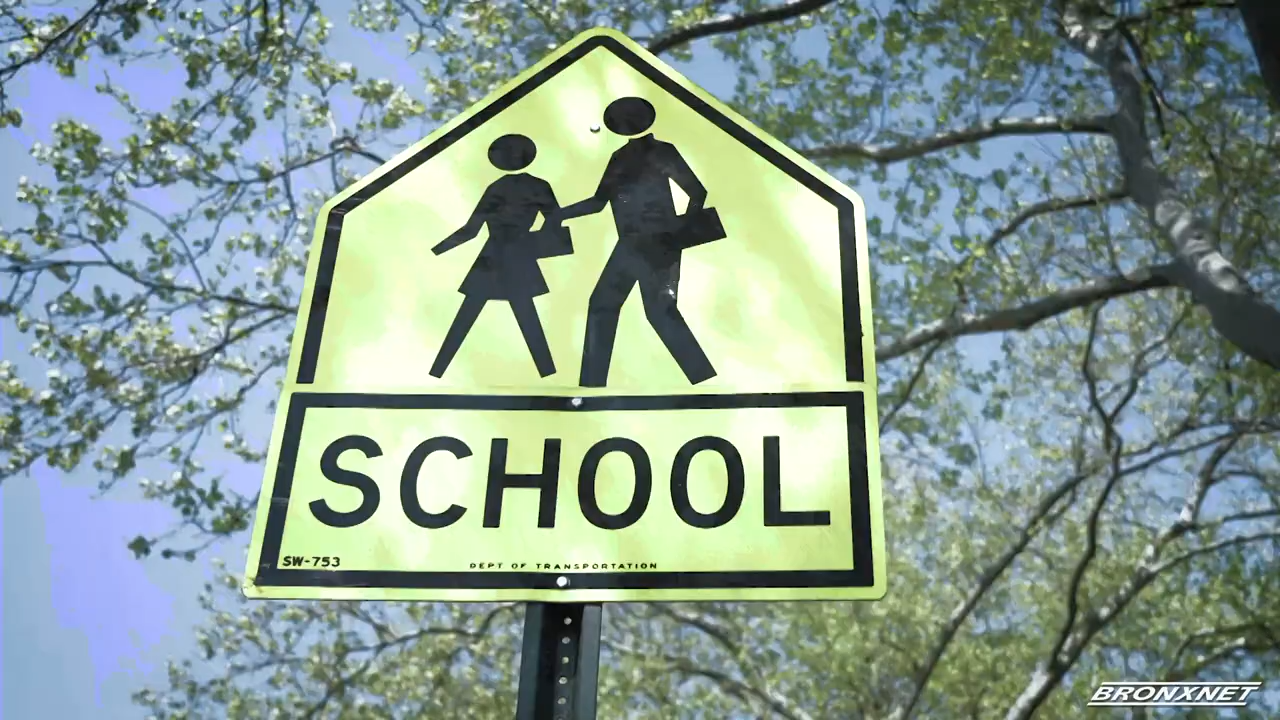 SCHOOL
SW-753
DEPT OF TRANSPORTATION
BRONXNET